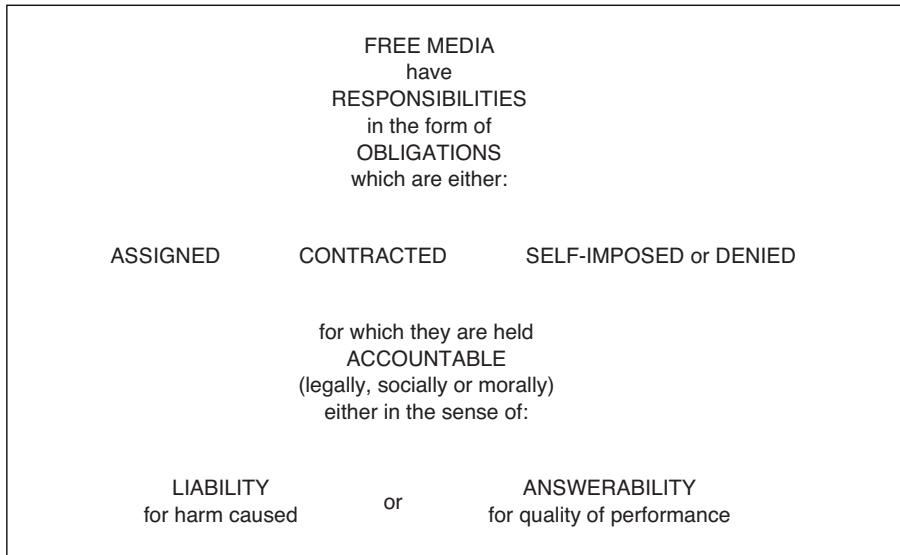 FREE MEDIA
have
RESPONSIBILITIES
in the form of
OBLIGATIONS
which are either:
ASSIGNED CONTRACTED SELF-IMPOSED or DENIED
for which they are held
ACCOUNTABLE
(legally, socially or morally)
either in the sense of:
LIABILITY
for harm caused
or
ANSWERABILITY
for quality of performance